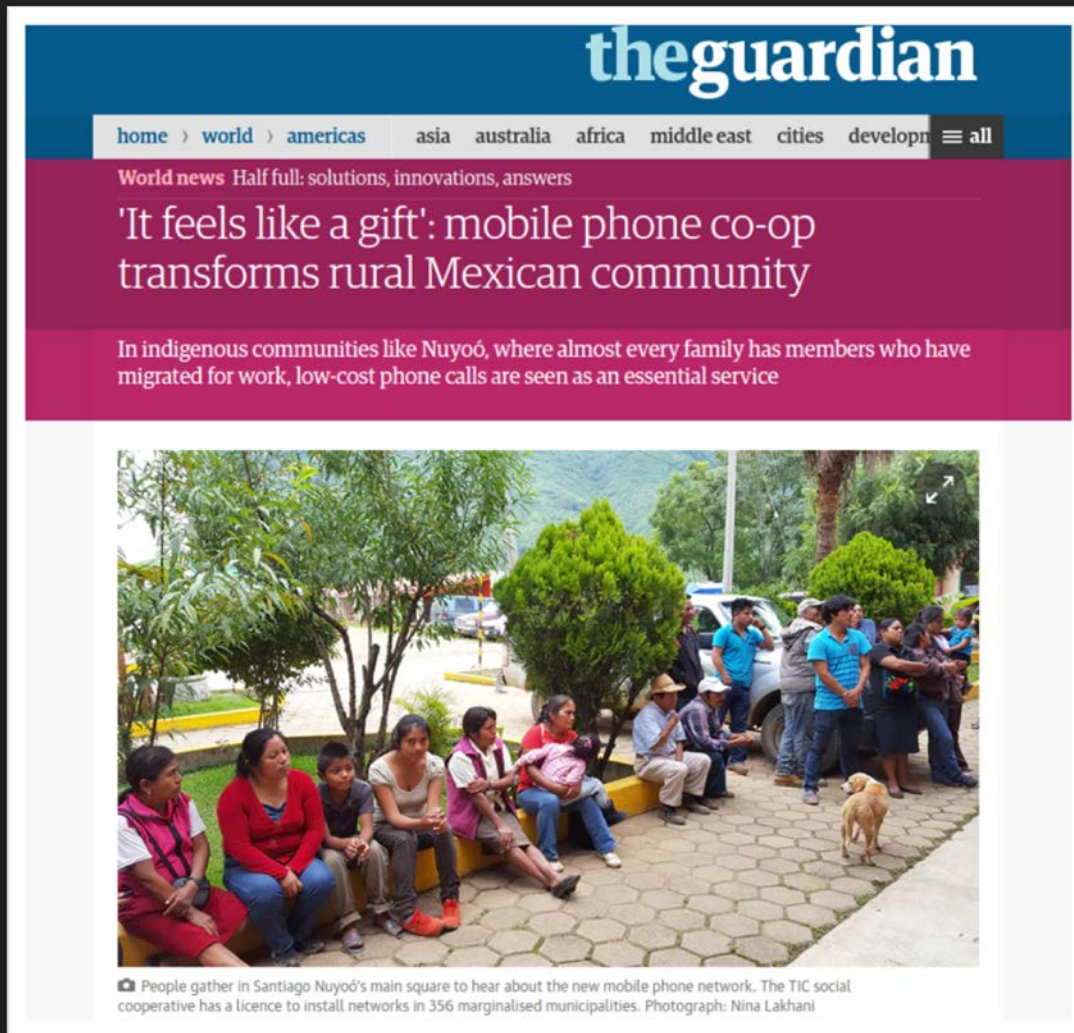 theguardian
home › world › americas asia australia africa middle east cities developn ≡ all
World news Half full: solutions, innovations, answers
'It feels like a gift': mobile phone co-op
transforms rural Mexican community
In indigenous communities like Nuyoó, where almost every family has members who have
migrated for work, low-cost phone calls are seen as an essential service
People gather in Santiago Nuyoó's main square to hear about the new mobile phone network. The TIC social
cooperative has a licence to install networks in 356 marginalised municipalities. Photograph: Nina Lakhani